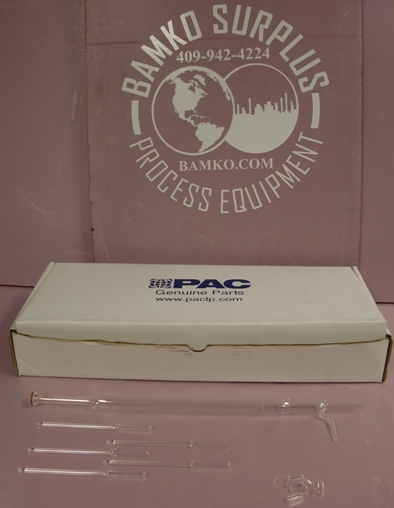 BAMKO SURPLUS
409-942-4224
BAMKO.COM
PROCESS EQUIPMENT
PAC
Genuine Parts
www.paclp.com